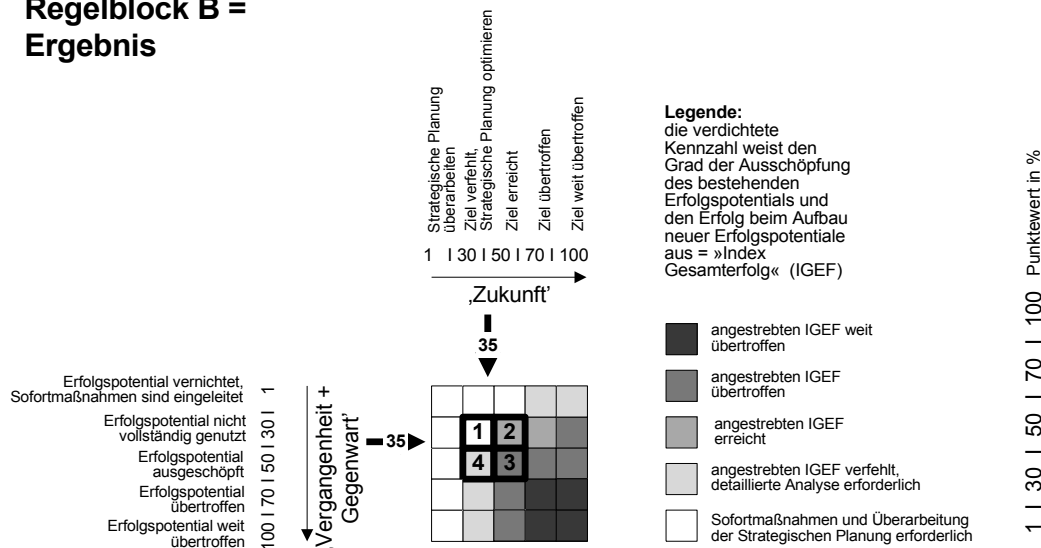 Regelblock B =
Ergebnis
Strategische Planung
überarbeiten
Ziel verfehlt,
Strategische Planung optimieren
Ziel erreicht
Ziel übertroffen
Ziel weit übertroffen
1 I 30 I 50 I 70 I 100
‚Zukunft’
35
Legende:
die verdichtete
Kennzahl weist den
Grad der Ausschöpfung
des bestehenden
Erfolgspotentials und
den Erfolg beim Aufbau
neuer Erfolgspotentiale
aus = »Index
Gesamterfolg« (IGEF)
angestrebten IGEF weit
übertroffen
angestrebten IGEF
übertroffen
angestrebten IGEF
erreicht
angestrebten IGEF verfehlt,
detaillierte Analyse erforderlich
Sofortmaßnahmen und Überarbeitung
der Strategischen Planung erforderlich
Erfolgspotential vernichtet,
Sofortmaßnahmen sind eingeleitet
Erfolgspotential nicht
vollständig genutzt
Erfolgspotential
ausgeschöpft
Erfolgspotential
übertroffen
Erfolgspotential weit
übertroffen
100 I 70 I 50 I 30 I 1
‚Vergangenheit +
Gegenwart’
35
1 2
4 3
1 I 30 I 50 I 70 I 100 Punktewert in %